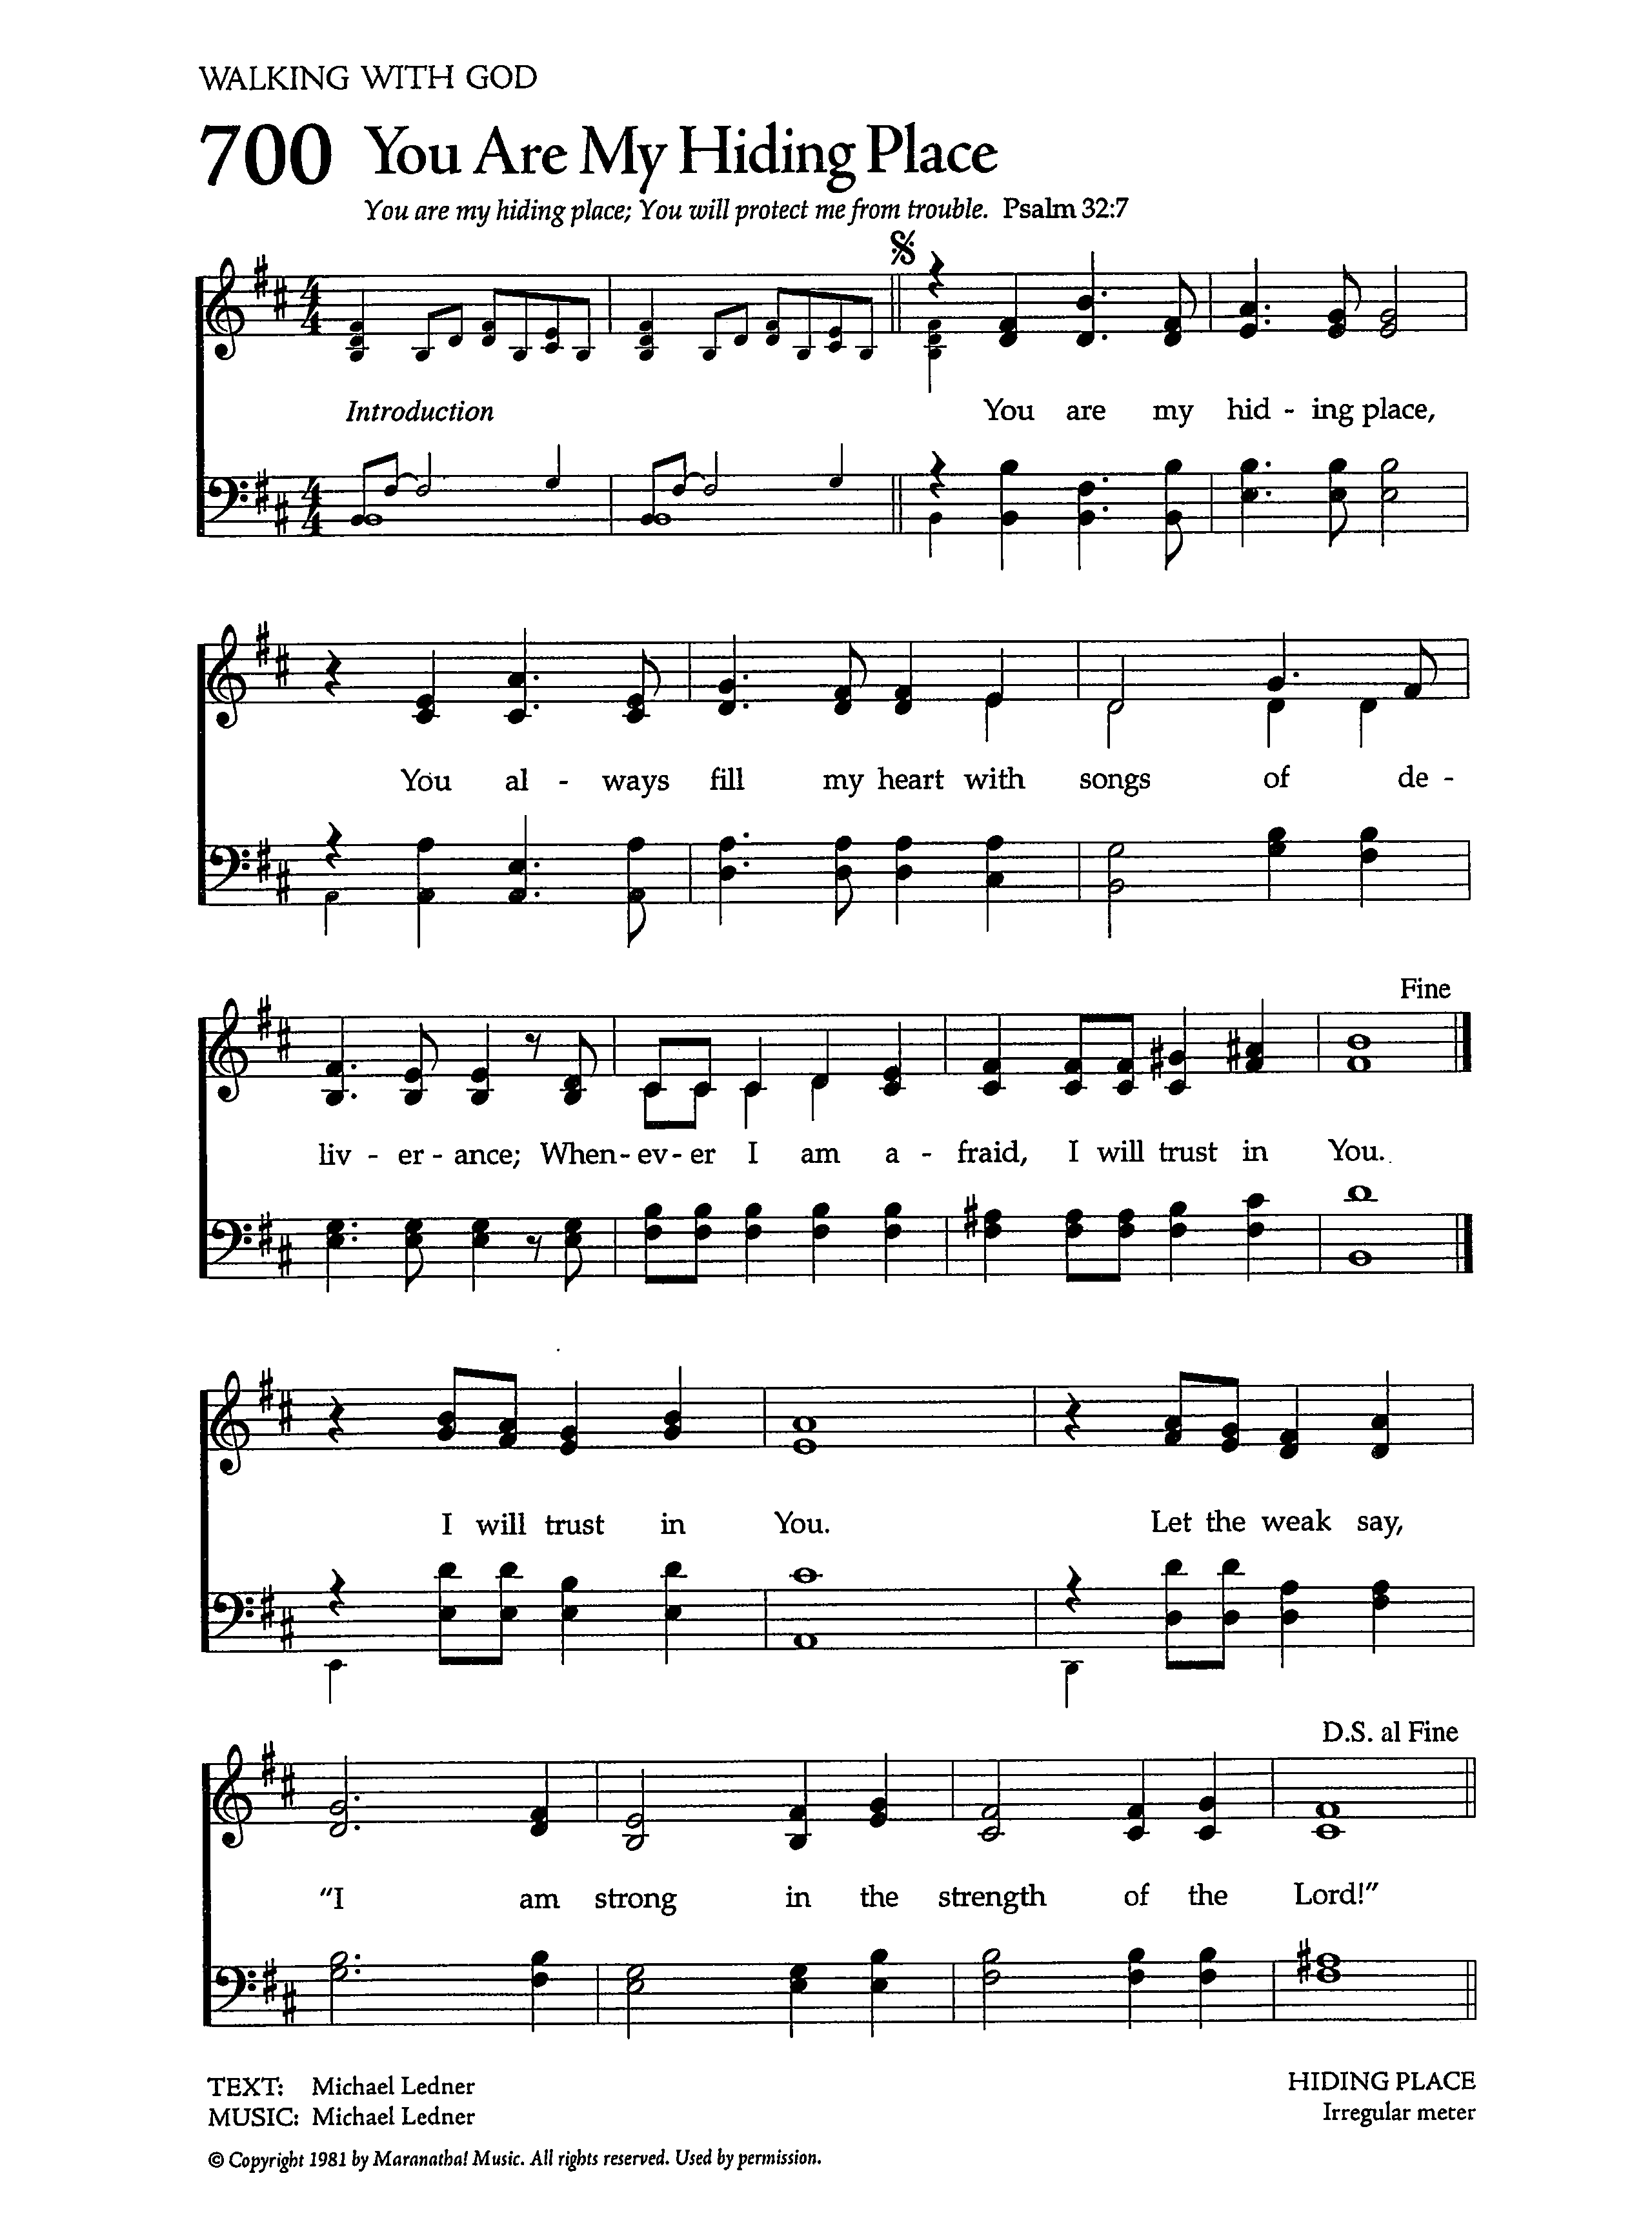 WALKING WITH GOD
700 You Are My Hiding Place
You are my hiding place; You will protect me from trouble. Psalm 32:7
Introduction You are my hid - ing place,
You al - ways fill my heart with songs of de -
Fine
liv - er - ance; When - ev - er I am a - fraid, I will trust in You.
I will trust in You. Let the weak say,
D.S. al Fine
"I am strong in the strength of the Lord!"
TEXT: Michael Ledner
MUSIC: Michael Ledner
HIDING PLACE
Irregular meter
© Copyright 1981 by Maranatha! Music. All rights reserved. Used by permission.